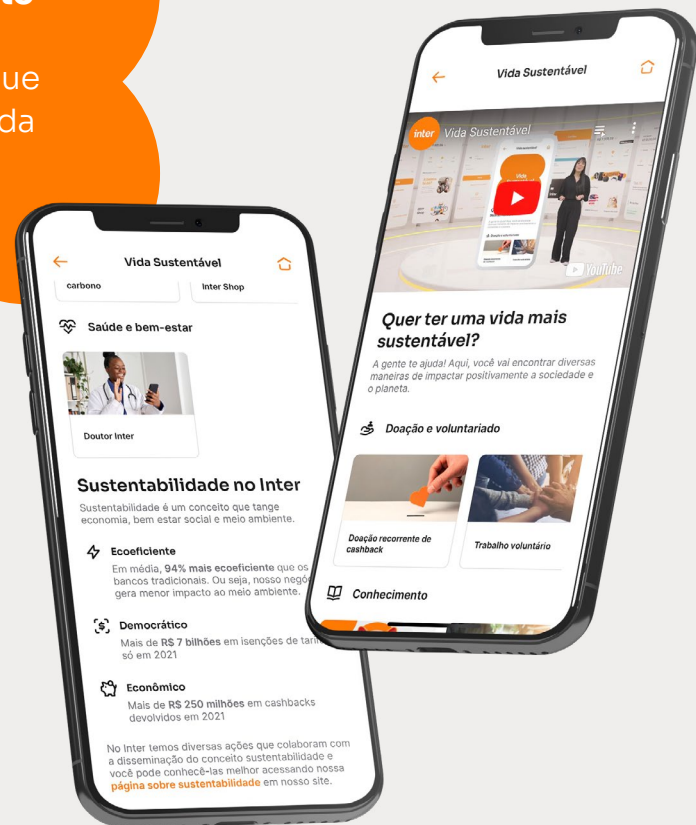 Vida Sustentável
inter
Vida Sustentável
YouTube
Quer ter uma vida mais
sustentável?
A gente te ajuda! Aqui, você vai encontrar diversas
maneiras de impactar positivamente a sociedade e
o planeta.
Doação e voluntariado
Doação recorrente de
cashback
Trabalho voluntário
Conhecimento
Vida Sustentável
carbono
Inter Shop
Saúde e bem-estar
Doutor Inter
Sustentabilidade no Inter
Sustentabilidade é um conceito que tange
economia, bem estar social e meio ambiente.
Ecoeficiente
Em média, 94% mais ecoeficiente que os
bancos tradicionais. Ou seja, nosso negóc
gera menor impacto ao meio ambiente.
Democrático
Mais de R$ 7 bilhões em isenções de tari
só em 2021
Econômico
Mais de R$ 250 milhões em cashbacks
devolvidos em 2021
No Inter temos diversas ações que colaboram com
a disseminação do conceito sustentabilidade e
você pode conhecê-las melhor acessando nossa
página sobre sustentabilidade em nosso site.